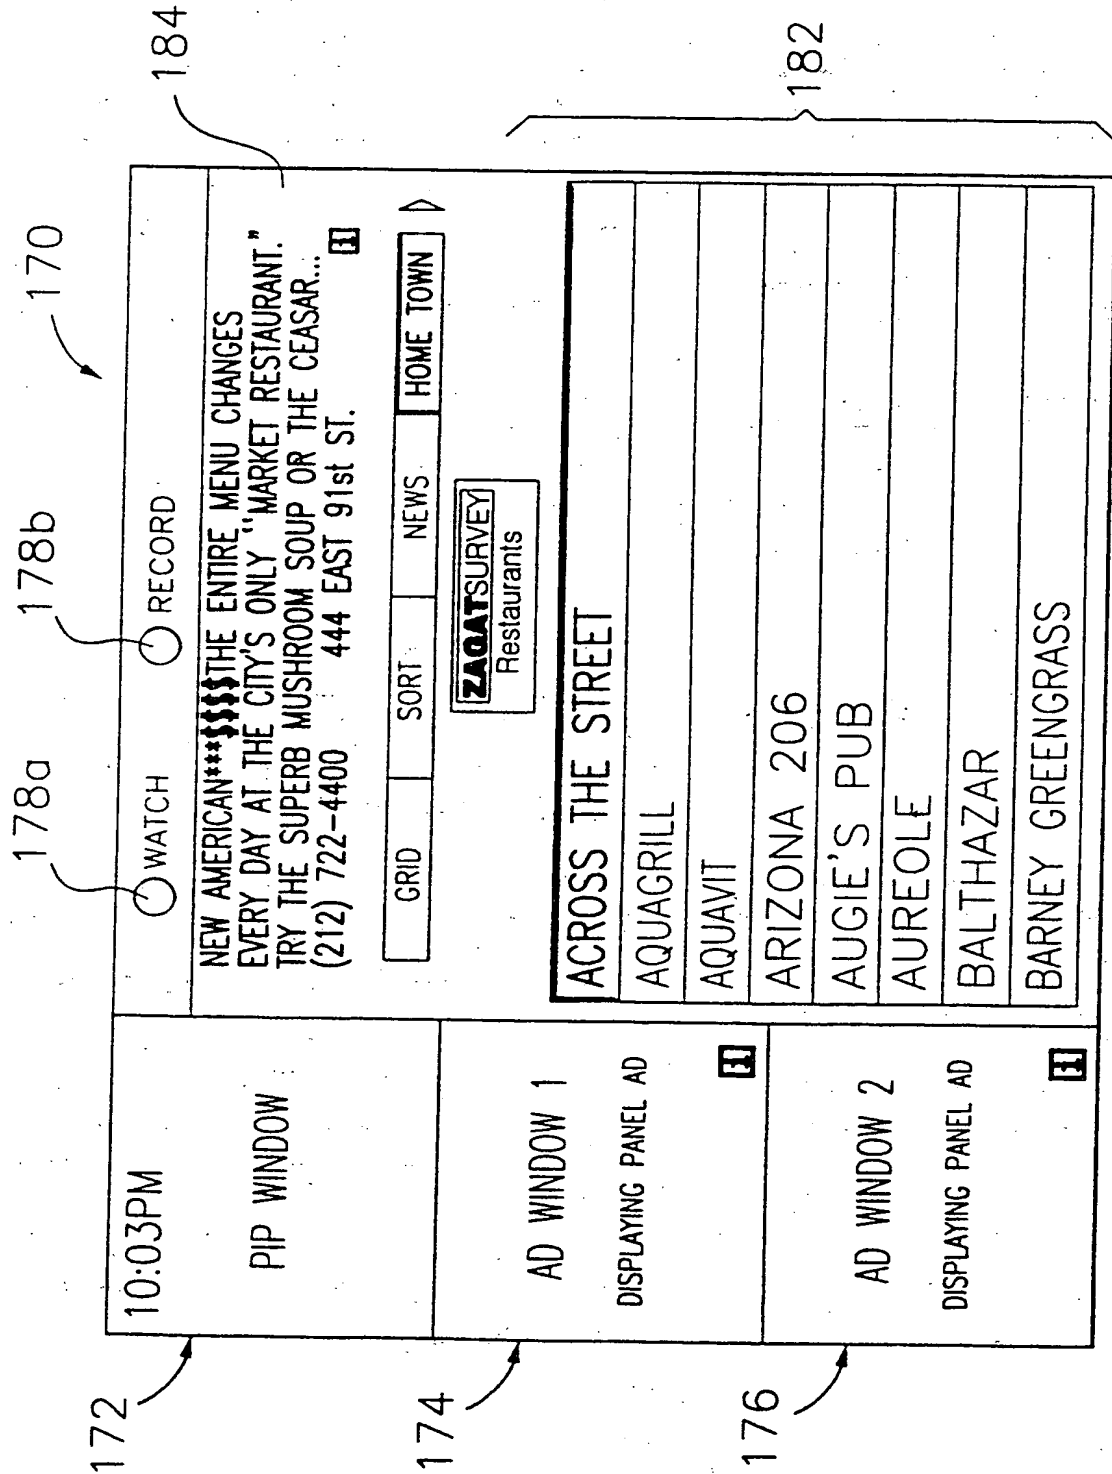 170
178a
178b
184
WATCH
RECORD
10:03PM
PIP WINDOW
172
NEW AMERICAN***$$$$THE ENTIRE MENU CHANGES
EVERY DAY AT THE CITY'S ONLY "MARKET RESTAURANT."
TRY THE SUPERB MUSHROOM SOUP OR THE CEASAR...
(212) 722-4400 444 EAST 91st ST.
i
GRID SORT NEWS HOME TOWN
ZAGATSURVEY
Restaurants
174
AD WINDOW 1
DISPLAYING PANEL AD
i
176
AD WINDOW 2
DISPLAYING PANEL AD
i
ACROSS THE STREET
AQUAGRILL
AQUAVIT
ARIZONA 206
AUGIE'S PUB
AUREOLE
BALTHAZAR
BARNEY GREENGRASS
182